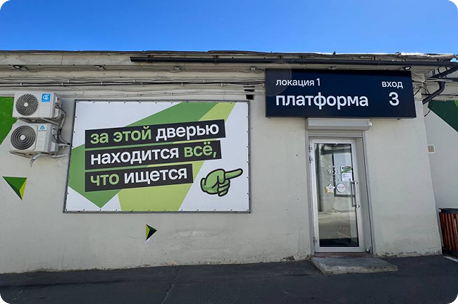 за этой дверью
находится всё,
что ищется
локация 1 вход
платформа 3